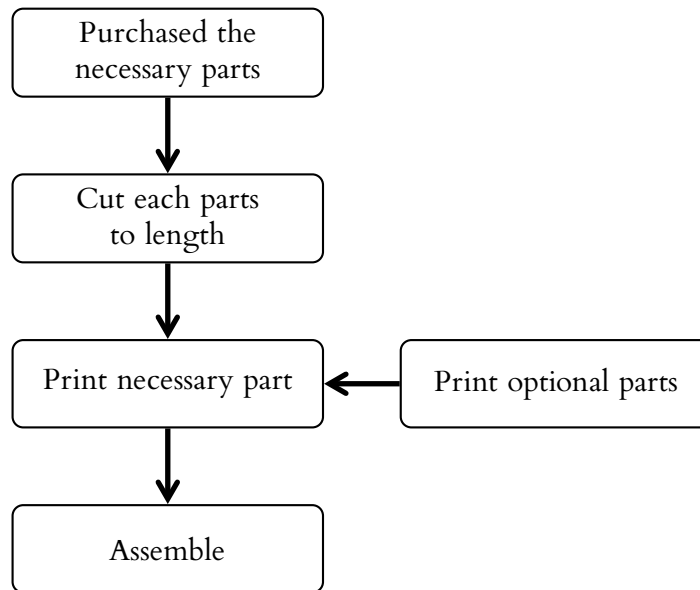 Purchased the
necessary parts
Cut each parts
to length
Print necessary part
Print optional parts
Assemble